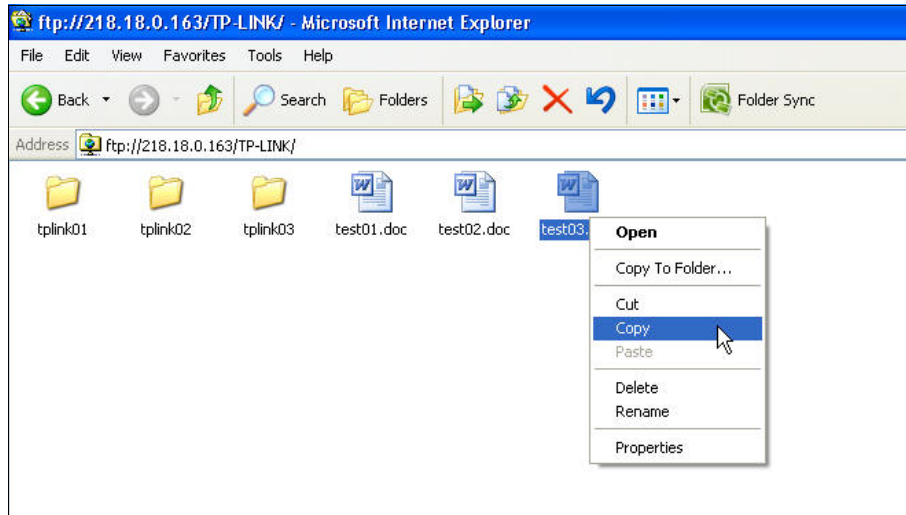 ftp://218.18.0.163/TP-LINK/ - Microsoft Internet Explorer
File Edit View Favorites Tools Help
Back Search Folders Folder Sync
Address ftp://218.18.0.163/TP-LINK/
tplink01 tplink02 tplink03 test01.doc test02.doc test03.
Open
Copy To Folder...
Cut
Copy
Paste
Delete
Rename
Properties